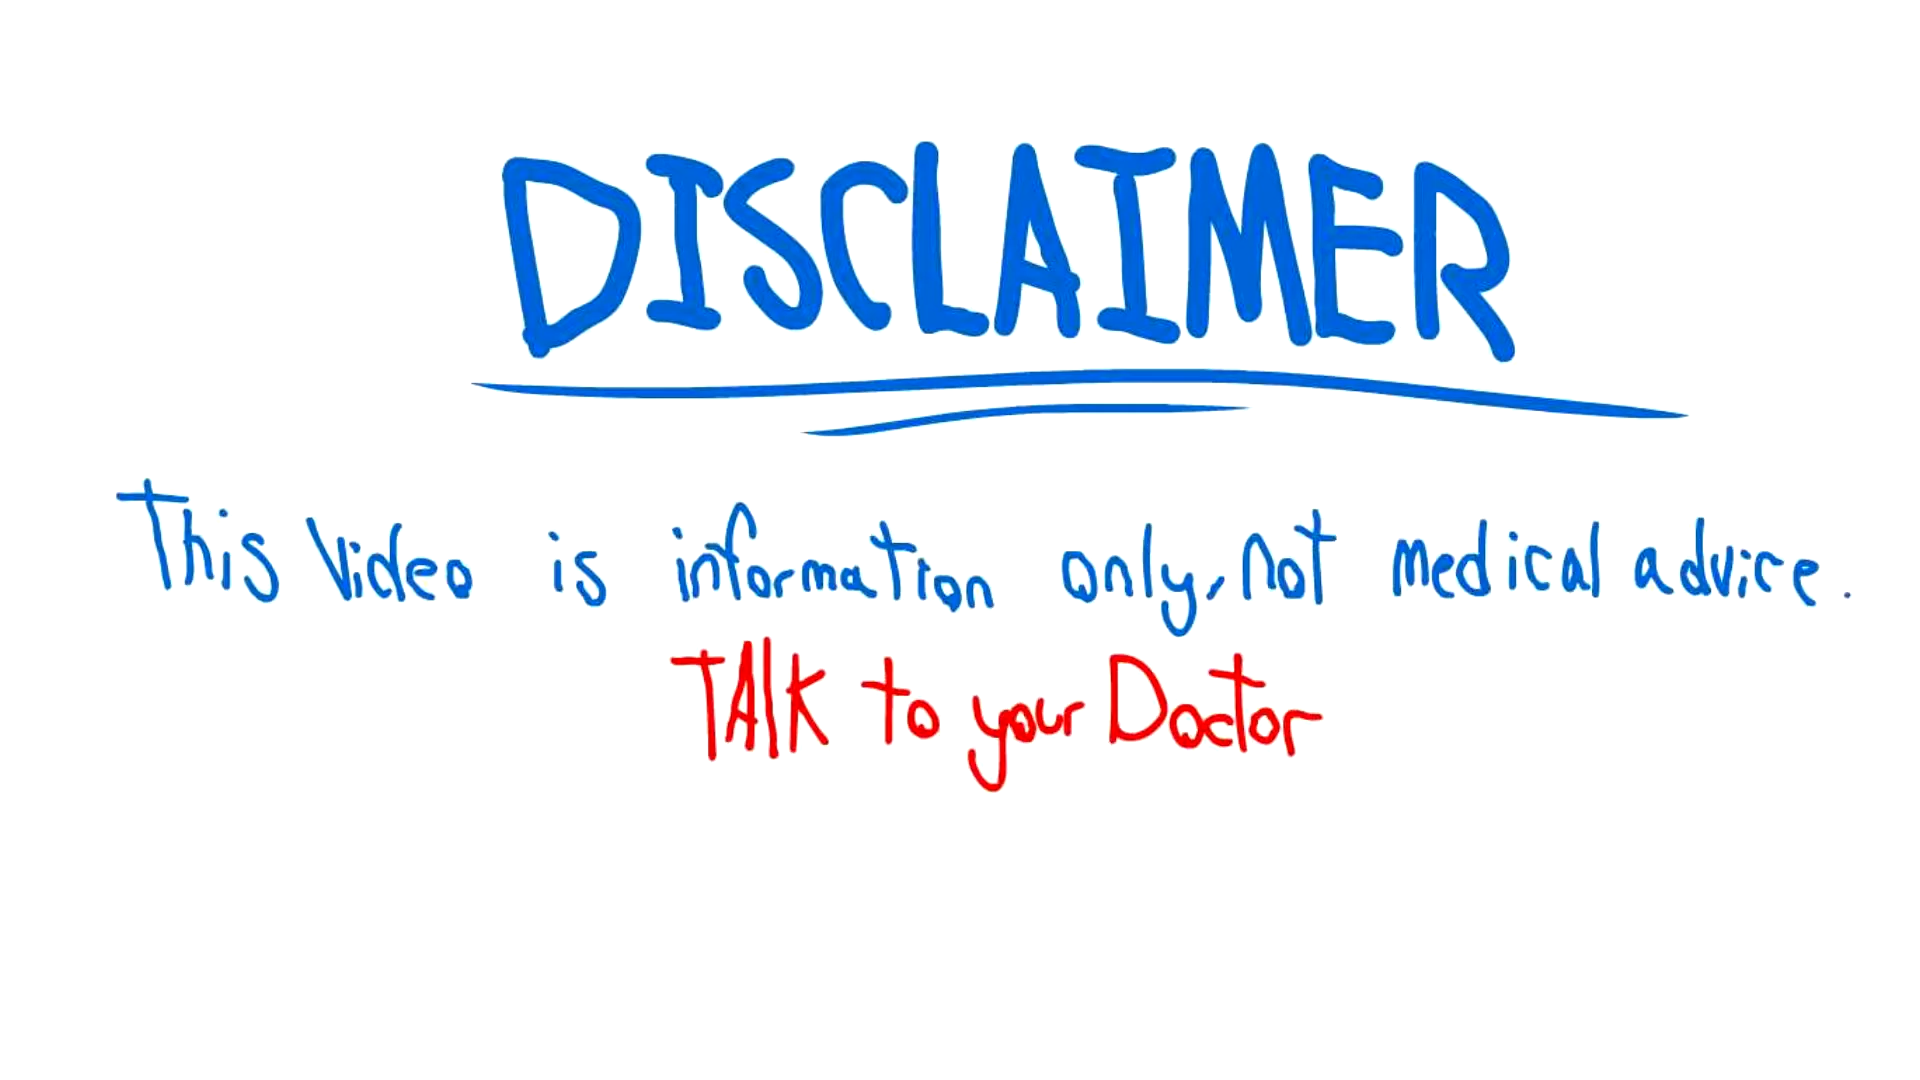 DISCLAIMER
This Video is information only, not medical advice.
TAlK to your Doctor